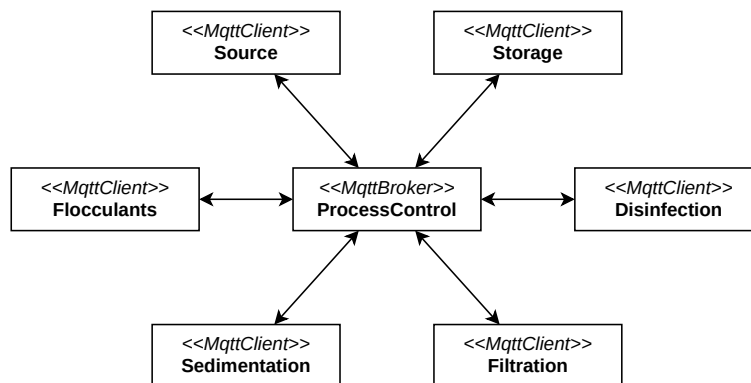 <<MqttClient>>
Source
<<MqttClient>>
Storage
<<MqttClient>>
Flocculants
<<MqttBroker>>
ProcessControl
<<MqttClient>>
Disinfection
<<MqttClient>>
Sedimentation
<<MqttClient>>
Filtration